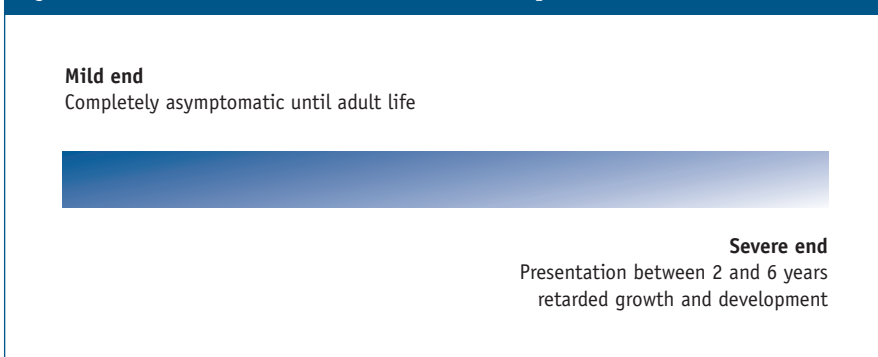 Mild end
Completely asymptomatic until adult life
Severe end
Presentation between 2 and 6 years
retarded growth and development